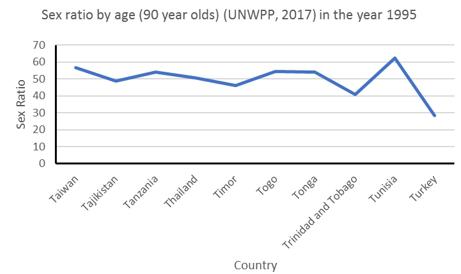 Sex ratio by age (90 year olds) (UNWPP, 2017) in the year 1995
70
60
50
40
30
20
10
0
Sex Ratio
Taiwan
Tajikistan
Tanzania
Thailand
Timor
Togo
Tonga
Trinidad and Tobago
Tunisia
Turkey
Country